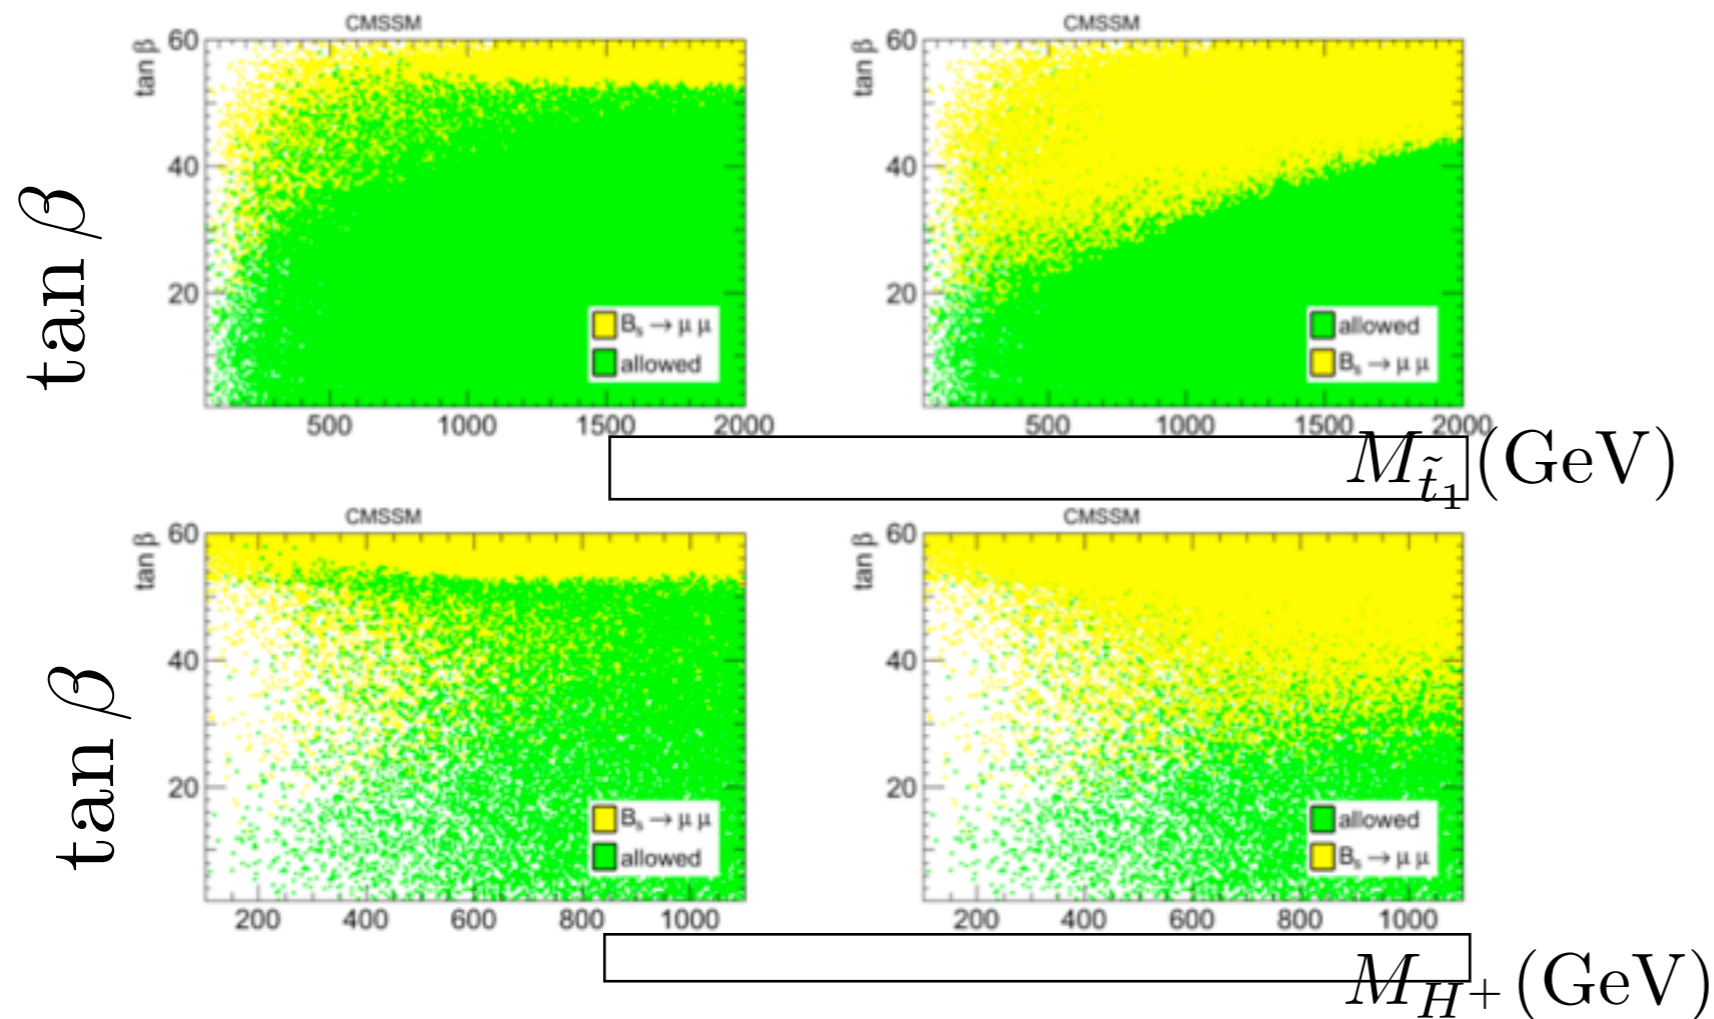 CMSSM CMSSM
tan β
60 60
tan β tan β
40 40
20 20
B_s → μ μ allowed
allowed B_s → μ μ
500 1000 1500 2000 500 1000 1500 2000
M_{\tilde{t}_1} (GeV)
CMSSM CMSSM
tan β
60 60
tan β tan β
40 40
20 20
B_s → μ μ allowed
allowed B_s → μ μ
200 400 600 800 1000 200 400 600 800 1000
M_{H^+} (GeV)